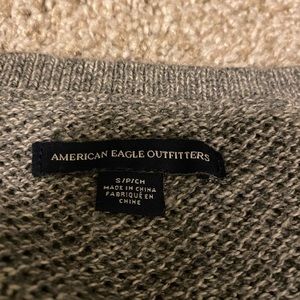 AMERICAN EAGLE OUTFITTERS
S/P/CH
MADE IN CHINA
FABRIQUÉ EN
CHINE